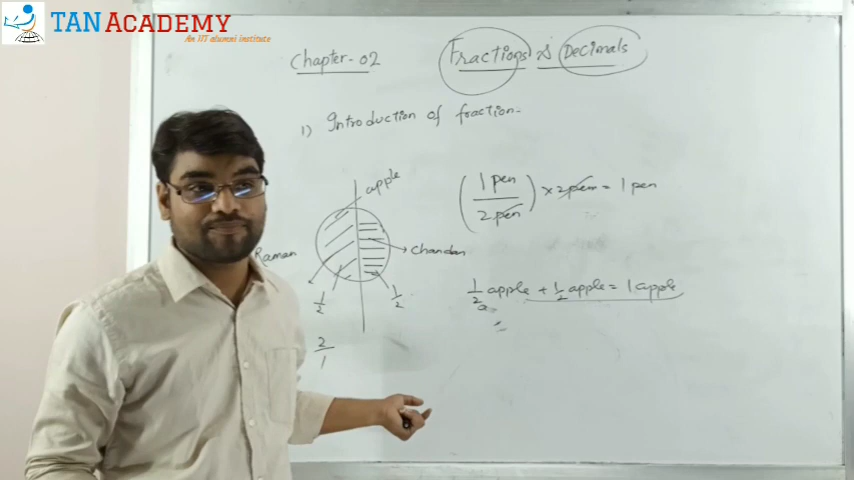 TAN ACADEMY
An IIT alumni institute
Chapter-02 Fractions & Decimals
1) Introduction of fraction-
apple
Raman
Chandan
1/2
1/2
2/1
(1 pen / 2 pen) × 2 pen = 1 pen
1/2 apple + 1/2 apple = 1 apple